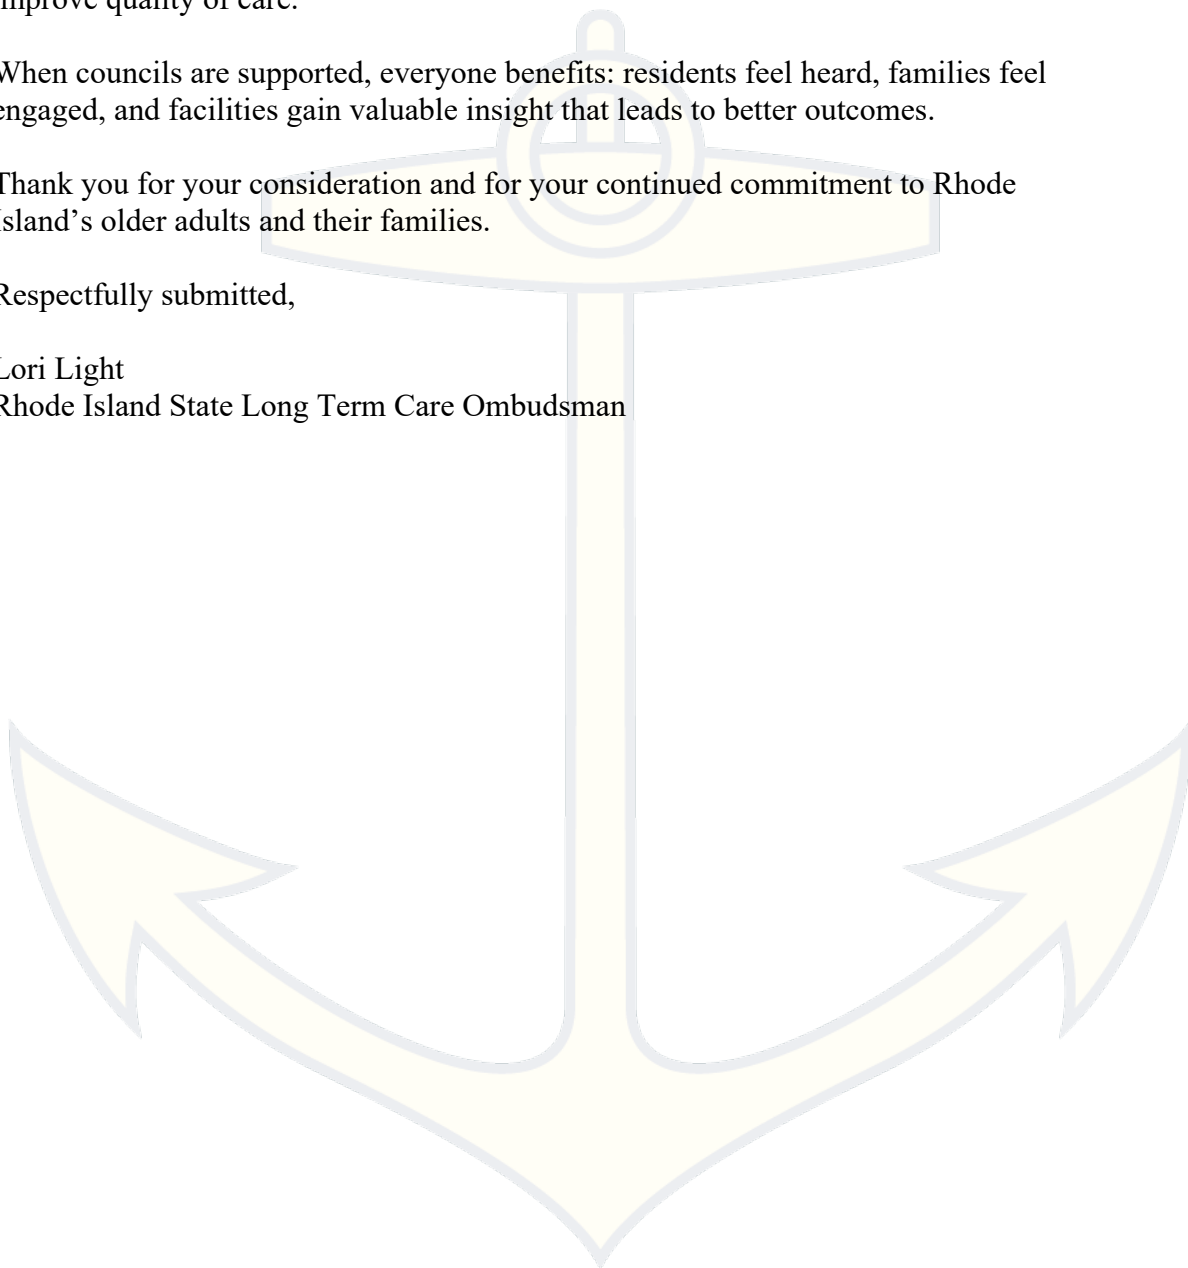 improve quality of care.
When councils are supported, everyone benefits: residents feel heard, families feel
engaged, and facilities gain valuable insight that leads to better outcomes.
Thank you for your consideration and for your continued commitment to Rhode
Island’s older adults and their families.
Respectfully submitted,
Lori Light
Rhode Island State Long Term Care Ombudsman